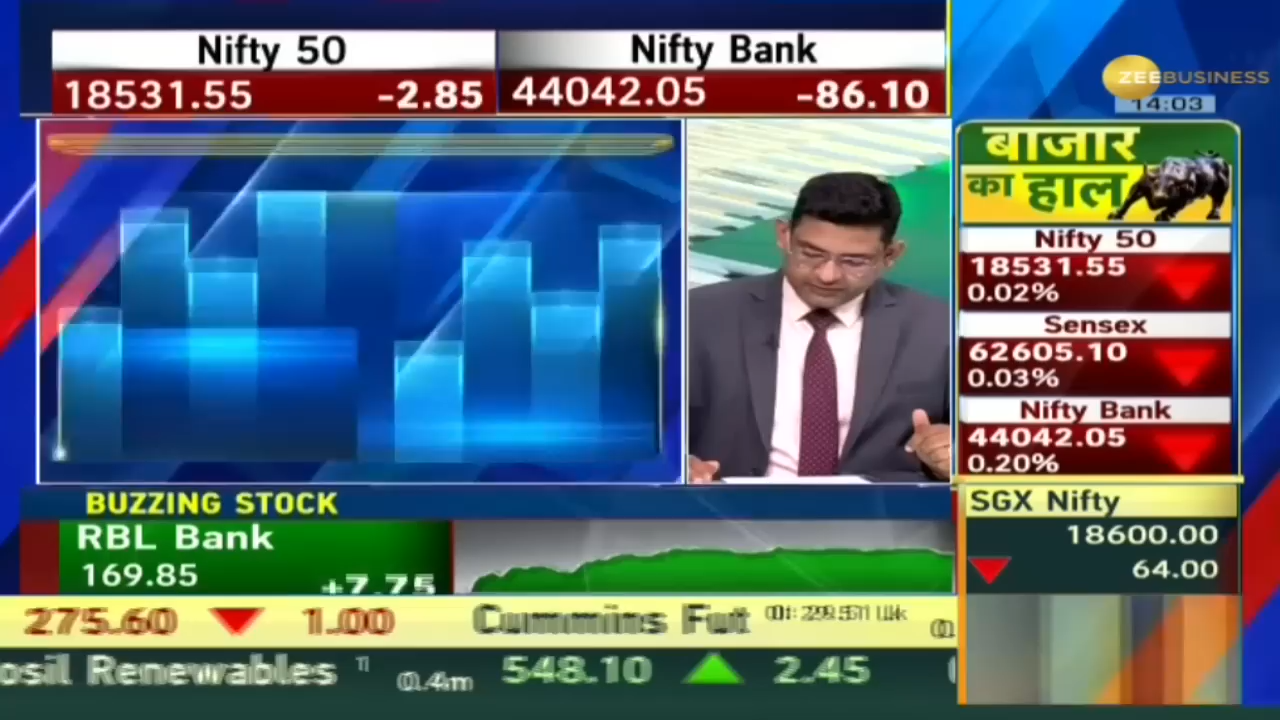 Nifty 50
18531.55 -2.85
Nifty Bank
44042.05 -86.10
ZEEBUSINESS
14:03
बाजार
का हाल
Nifty 50
18531.55
0.02%
Sensex
62605.10
0.03%
Nifty Bank
44042.05
0.20%
SGX Nifty
18600.00
64.00
BUZZING STOCK
RBL Bank
169.85 +7.75
275.60 1.00 Cummins Fut
osil Renewables 0.4m 548.10 2.45